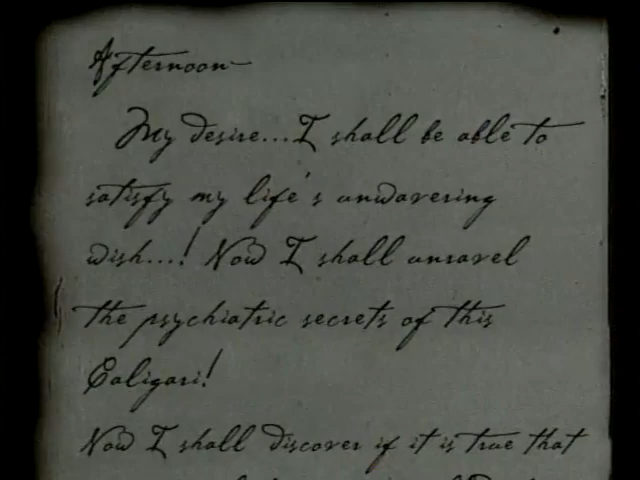 Afternoon—
My desire...I shall be able to
satisfy my life's unwavering
wish...! Now I shall unravel
the psychiatric secrets of this
Caligari!
Now I shall discover if it is true that